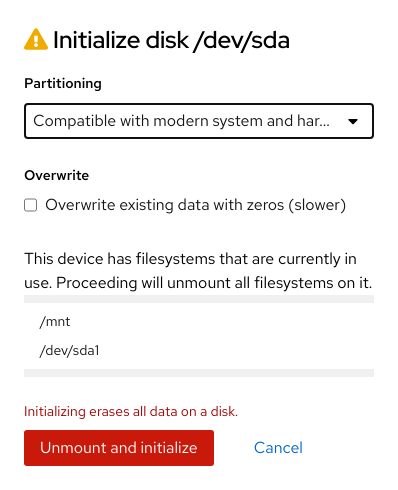 Initialize disk /dev/sda
Partitioning
Compatible with modern system and har...
Overwrite
Overwrite existing data with zeros (slower)
This device has filesystems that are currently in
use. Proceeding will unmount all filesystems on it.
/mnt
/dev/sda1
Initializing erases all data on a disk.
Unmount and initialize
Cancel